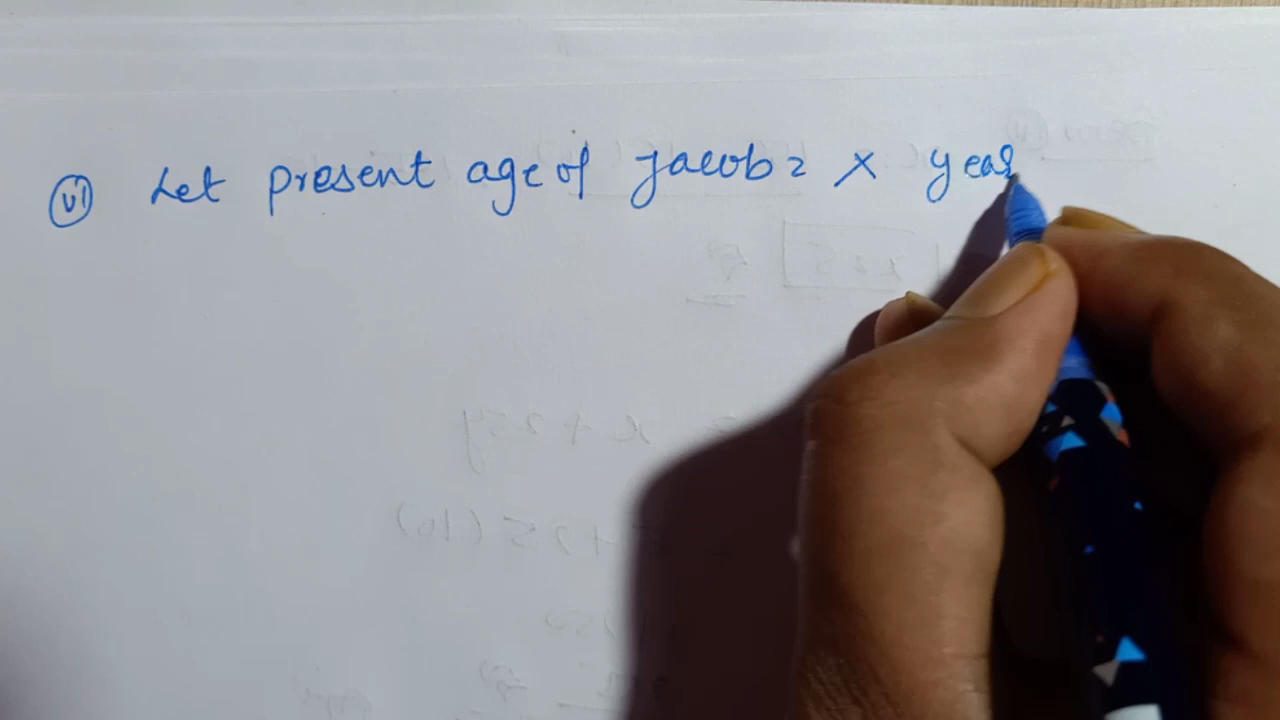 (vi) Let present age of Jacob = x year